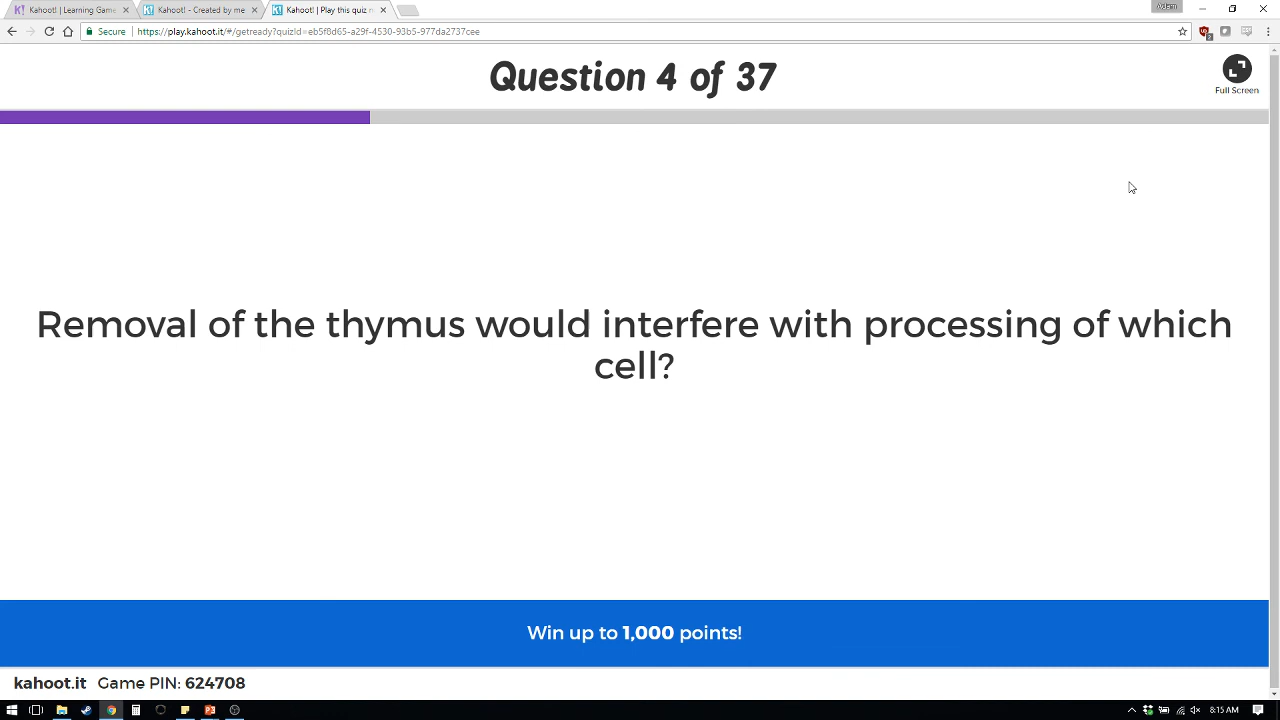 Adam
Kahoot! | Learning Game
Kahoot! - Created by me
Kahoot! | Play this quiz n
Secure
https://play.kahoot.it/#/getready?quizId=eb5f8d65-a29f-4530-93b5-977da2737cee
Question 4 of 37
Full Screen
Removal of the thymus would interfere with processing of which
cell?
Win up to 1,000 points!
kahoot.it Game PIN: 624708
8:15 AM